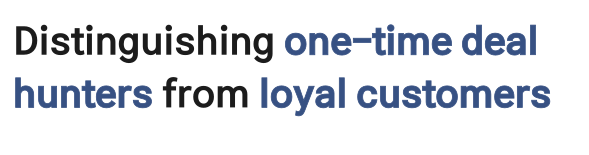 Distinguishing one-time deal
hunters from loyal customers